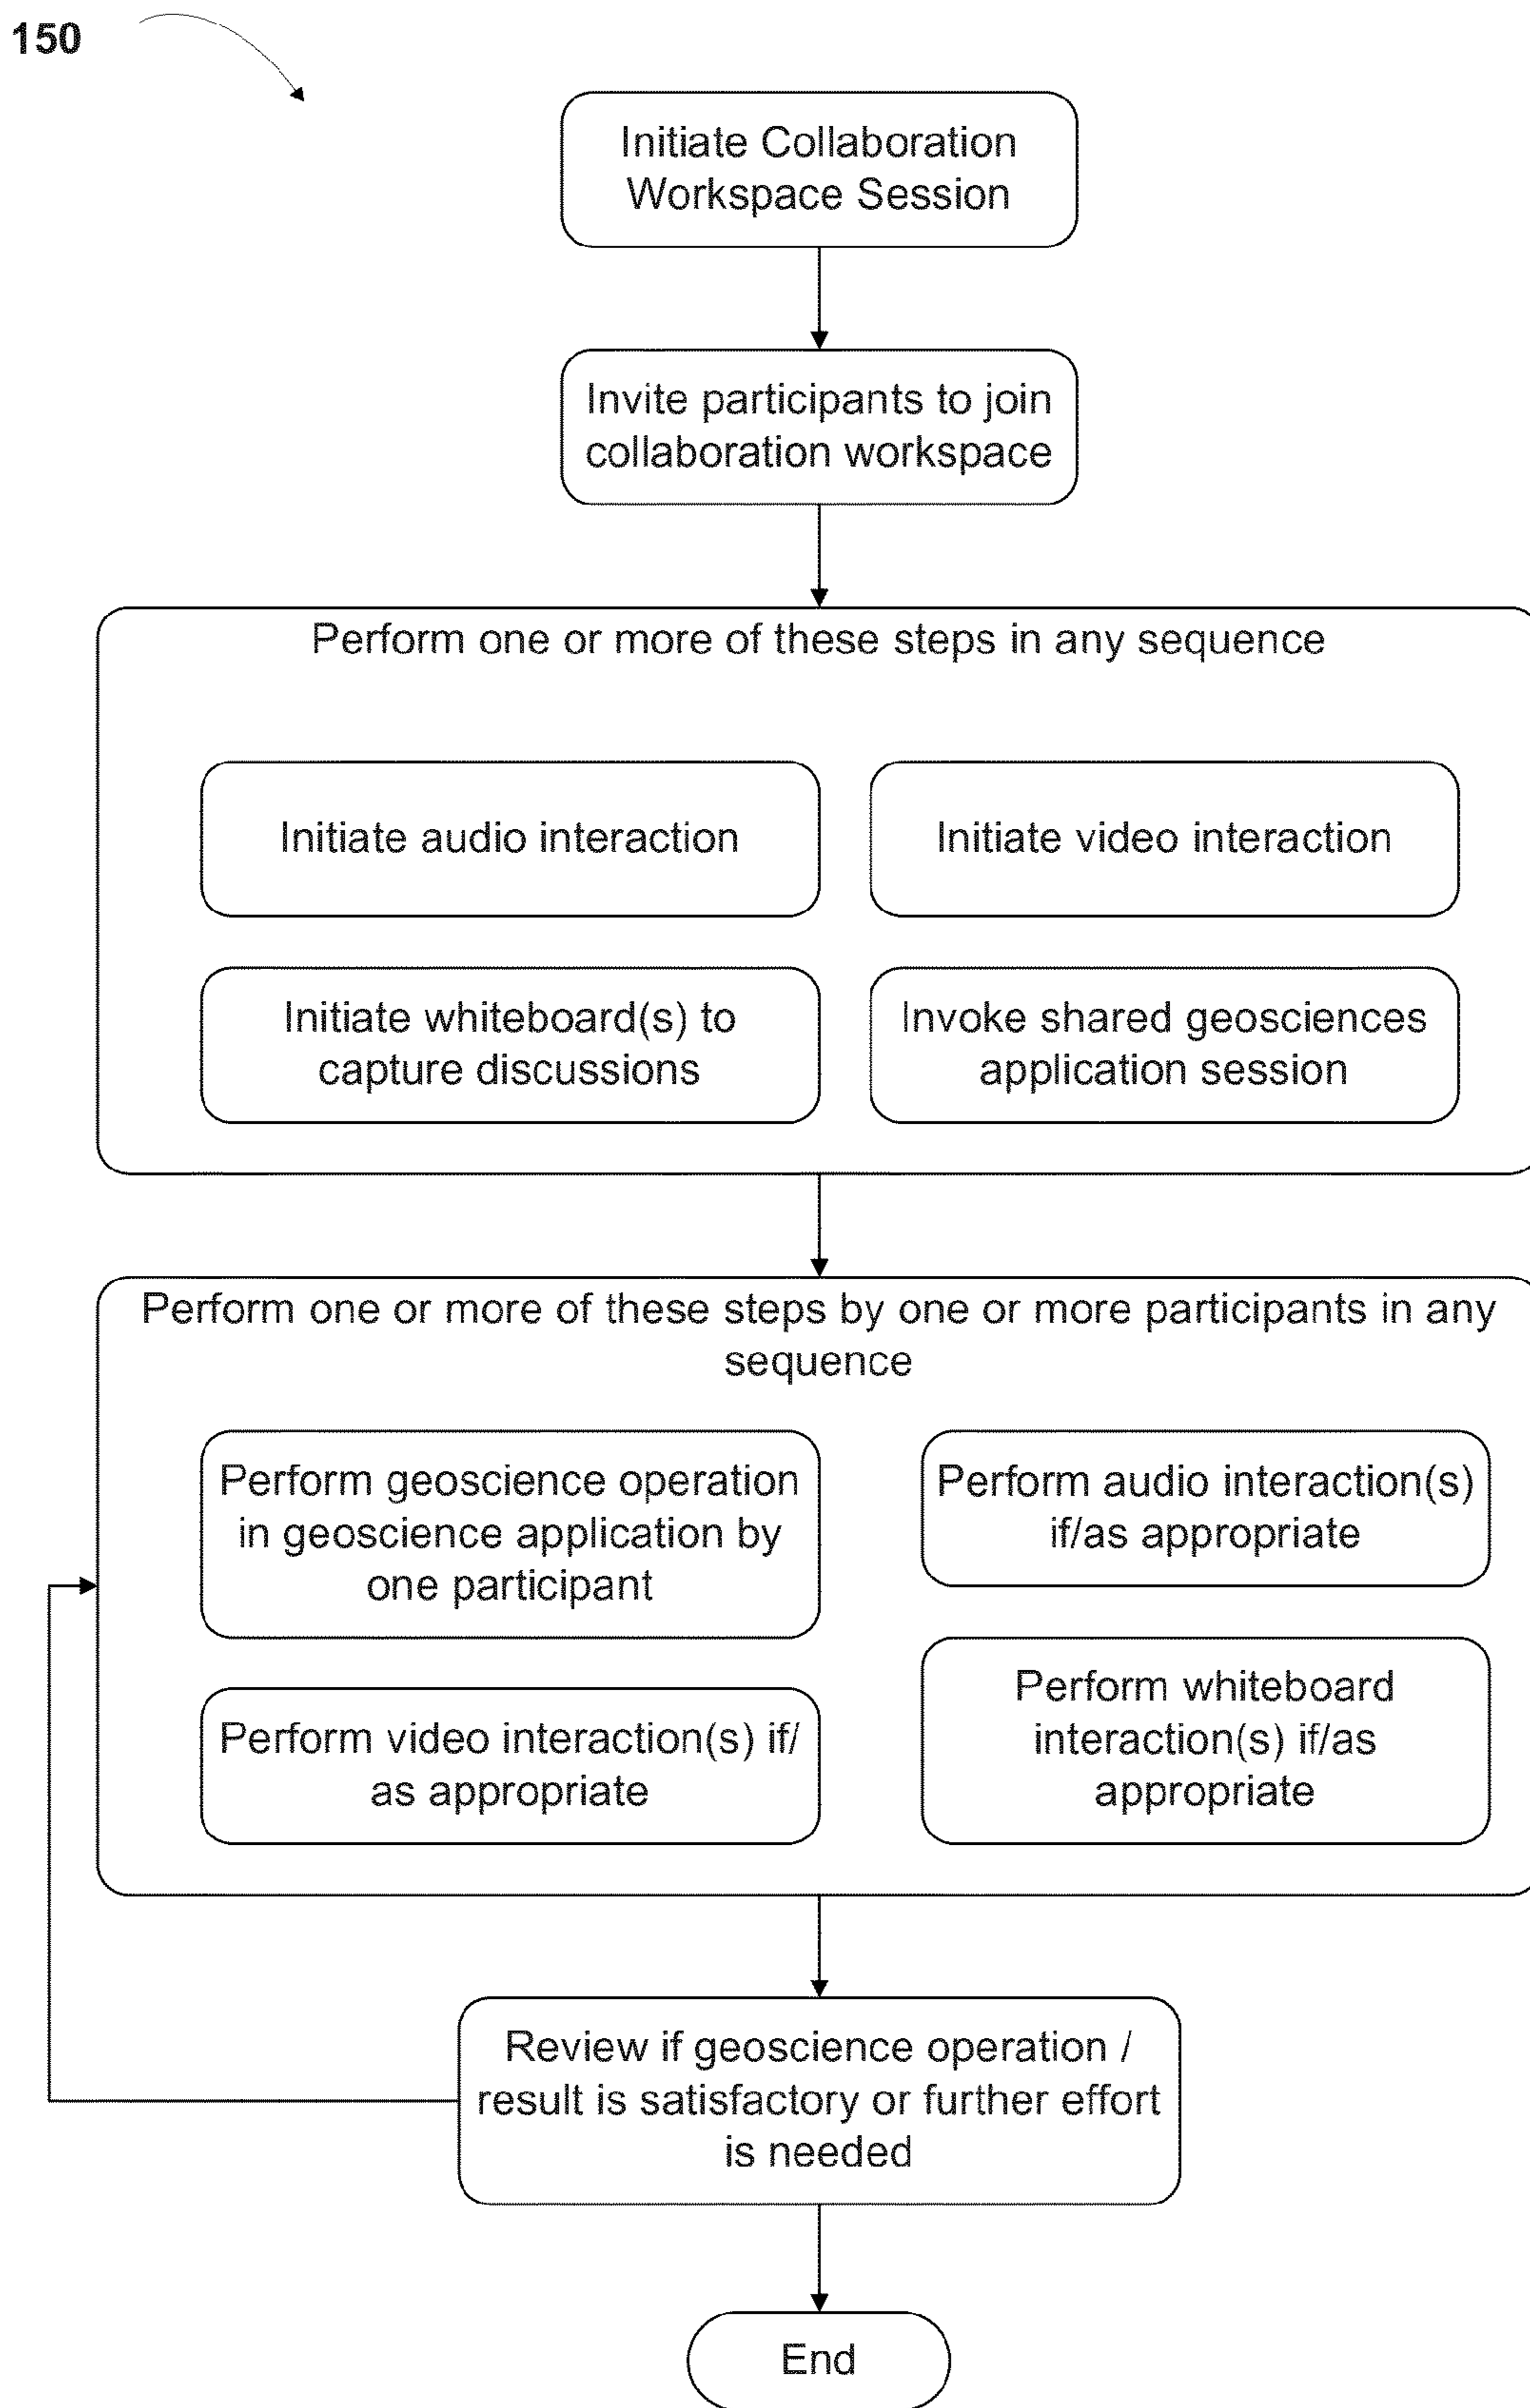 150
Initiate Collaboration
Workspace Session
Invite participants to join
collaboration workspace
Perform one or more of these steps in any sequence
Initiate audio interaction
Initiate video interaction
Initiate whiteboard(s) to
capture discussions
Invoke shared geosciences
application session
Perform one or more of these steps by one or more participants in any
sequence
Perform geoscience operation
in geoscience application by
one participant
Perform audio interaction(s)
if/as appropriate
Perform video interaction(s) if/
as appropriate
Perform whiteboard
interaction(s) if/as
appropriate
Review if geoscience operation /
result is satisfactory or further effort
is needed
End